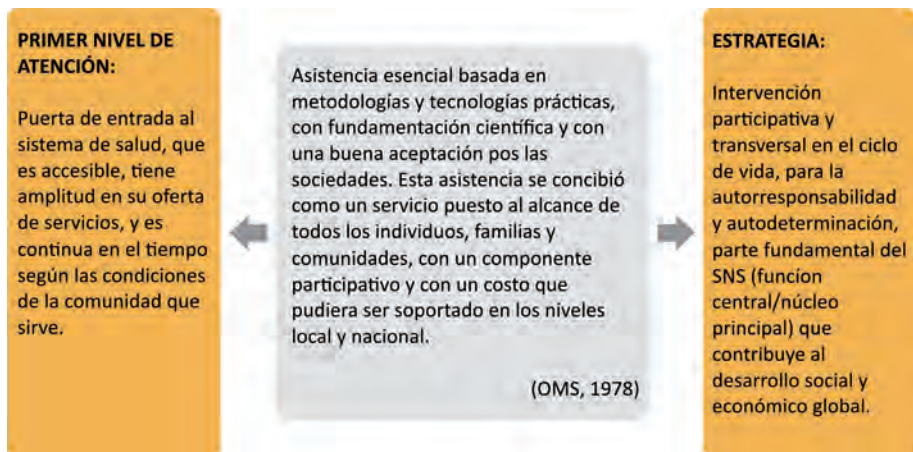 PRIMER NIVEL DE
ATENCIÓN:
Puerta de entrada al
sistema de salud, que
es accesible, tiene
amplitud en su oferta
de servicios, y es
continua en el tiempo
según las condiciones
de la comunidad que
sirve.
Asistencia esencial basada en
metodologías y tecnologías prácticas,
con fundamentación científica y con
una buena aceptación pos las
sociedades. Esta asistencia se concibió
como un servicio puesto al alcance de
todos los individuos, familias y
comunidades, con un componente
participativo y con un costo que
pudiera ser soportado en los niveles
local y nacional.
(OMS, 1978)
ESTRATEGIA:
Intervención
participativa y
transversal en el ciclo
de vida, para la
autorresponsabilidad
y autodeterminación,
parte fundamental del
SNS (funcíon
central/núcleo
principal) que
contribuye al
desarrollo social y
económico global.